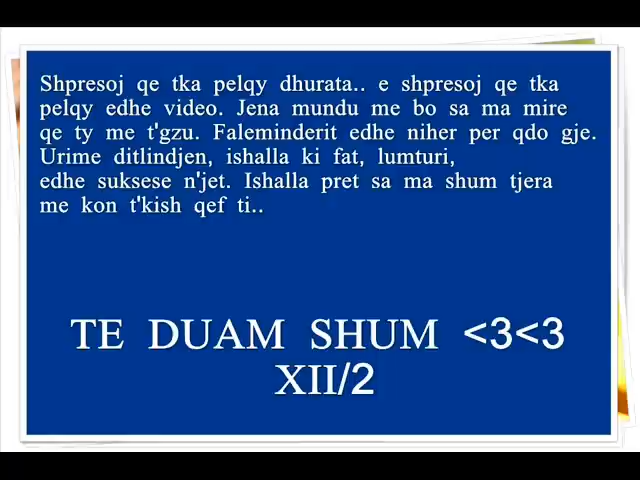 Shpresoj qe tka pelqy dhurata.. e shpresoj qe tka
pelqy edhe video. Jena mundu me bo sa ma mire
qe ty me t'gzu. Faleminderit edhe niher per qdo gje.
Urime ditlindjen, ishalla ki fat, lumturi,
edhe suksese n'jet. Ishalla pret sa ma shum tjera
me kon t'kish qef ti..
TE DUAM SHUM <3<3
XII/2